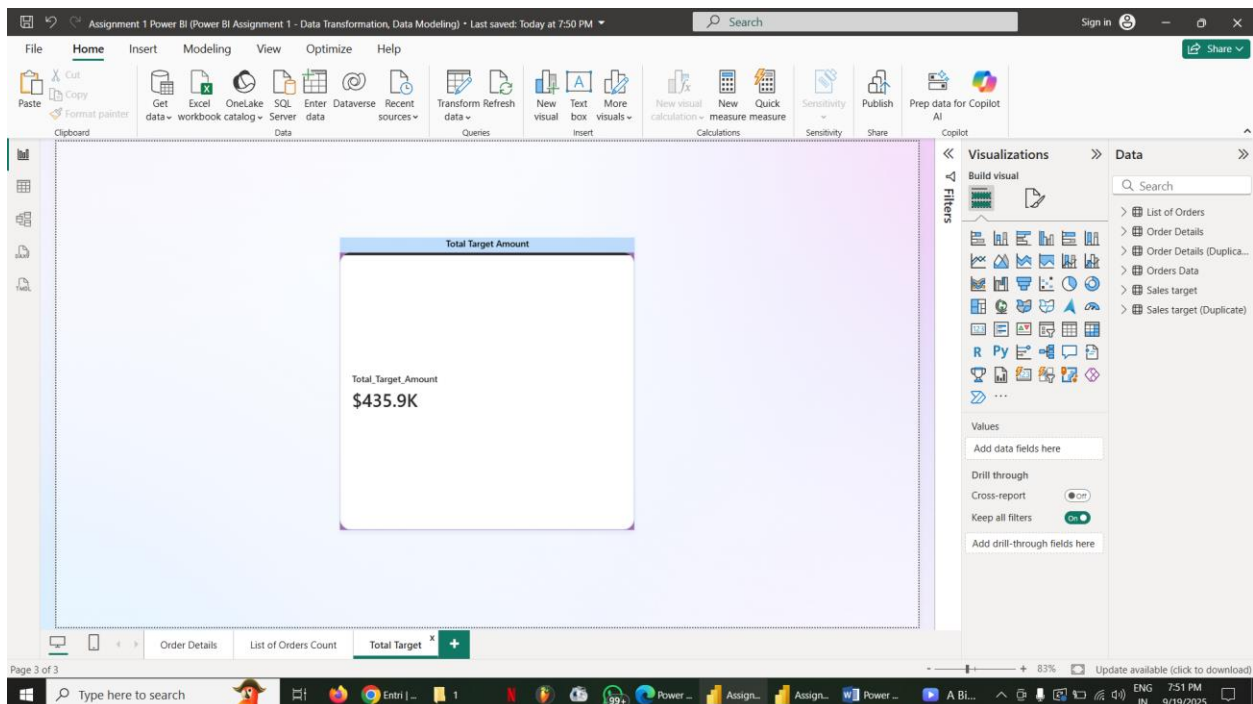 Assignment 1 Power BI (Power BI Assignment 1 - Data Transformation, Data Modeling) • Last saved: Today at 7:50 PM
Search
Sign in
File Home Insert Modeling View Optimize Help
Share
Paste
Cut
Copy
Format painter
Clipboard
Get data
Excel workbook
OneLake catalog
SQL Server
Enter data
Dataverse
Recent sources
Data
Transform data
Refresh
Queries
New visual
Text box
More visuals
Insert
New visual calculation
New measure
Quick measure
Calculations
Sensitivity
Sensitivity
Publish
Share
Prep data for AI
Copilot
Copilot
Total Target Amount
Total_Target_Amount
$435.9K
Filters
Visualizations
Build visual
R Py
Values
Add data fields here
Drill through
Cross-report Off
Keep all filters On
Add drill-through fields here
Data
Search
List of Orders
Order Details
Order Details (Duplica...
Orders Data
Sales target
Sales target (Duplicate)
Order Details List of Orders Count Total Target x +
Page 3 of 3
83%
Update available (click to download)
Type here to search
Entri | ...
1
99+
Power ...
Assign...
Assign...
Power ...
A Bi...
ENG
IN
7:51 PM
9/19/2025